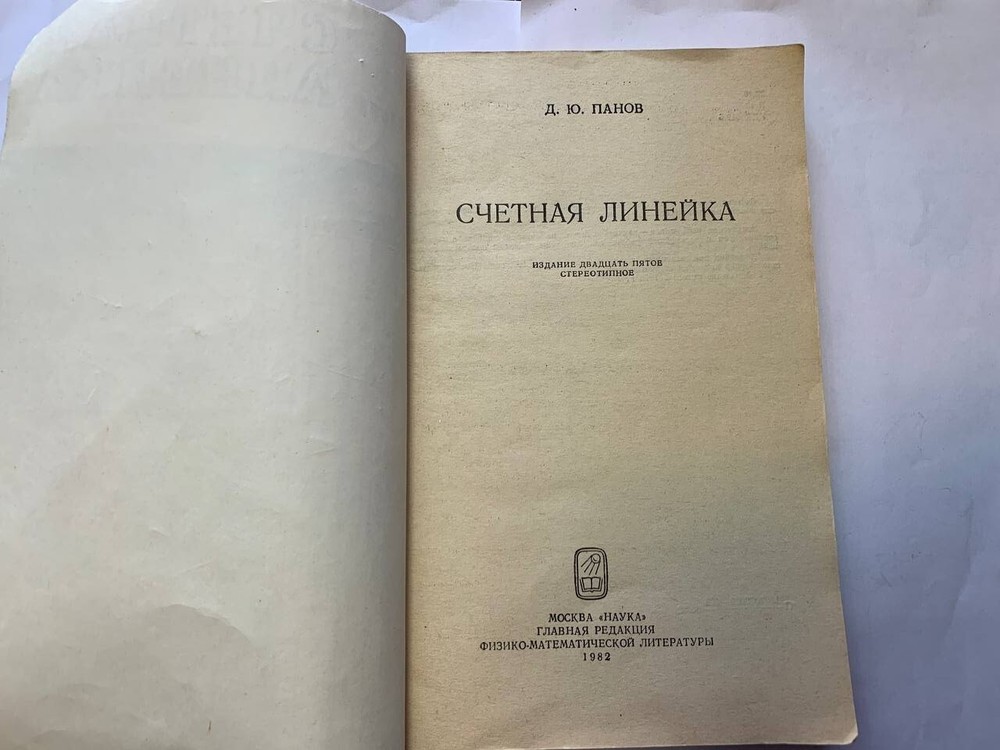 Д. Ю. ПАНОВ
СЧЕТНАЯ ЛИНЕЙКА
ИЗДАНИЕ ДВАДЦАТЬ ПЯТОЕ
СТЕРЕОТИПНОЕ
МОСКВА «НАУКА»
ГЛАВНАЯ РЕДАКЦИЯ
ФИЗИКО-МАТЕМАТИЧЕСКОЙ ЛИТЕРАТУРЫ
1982